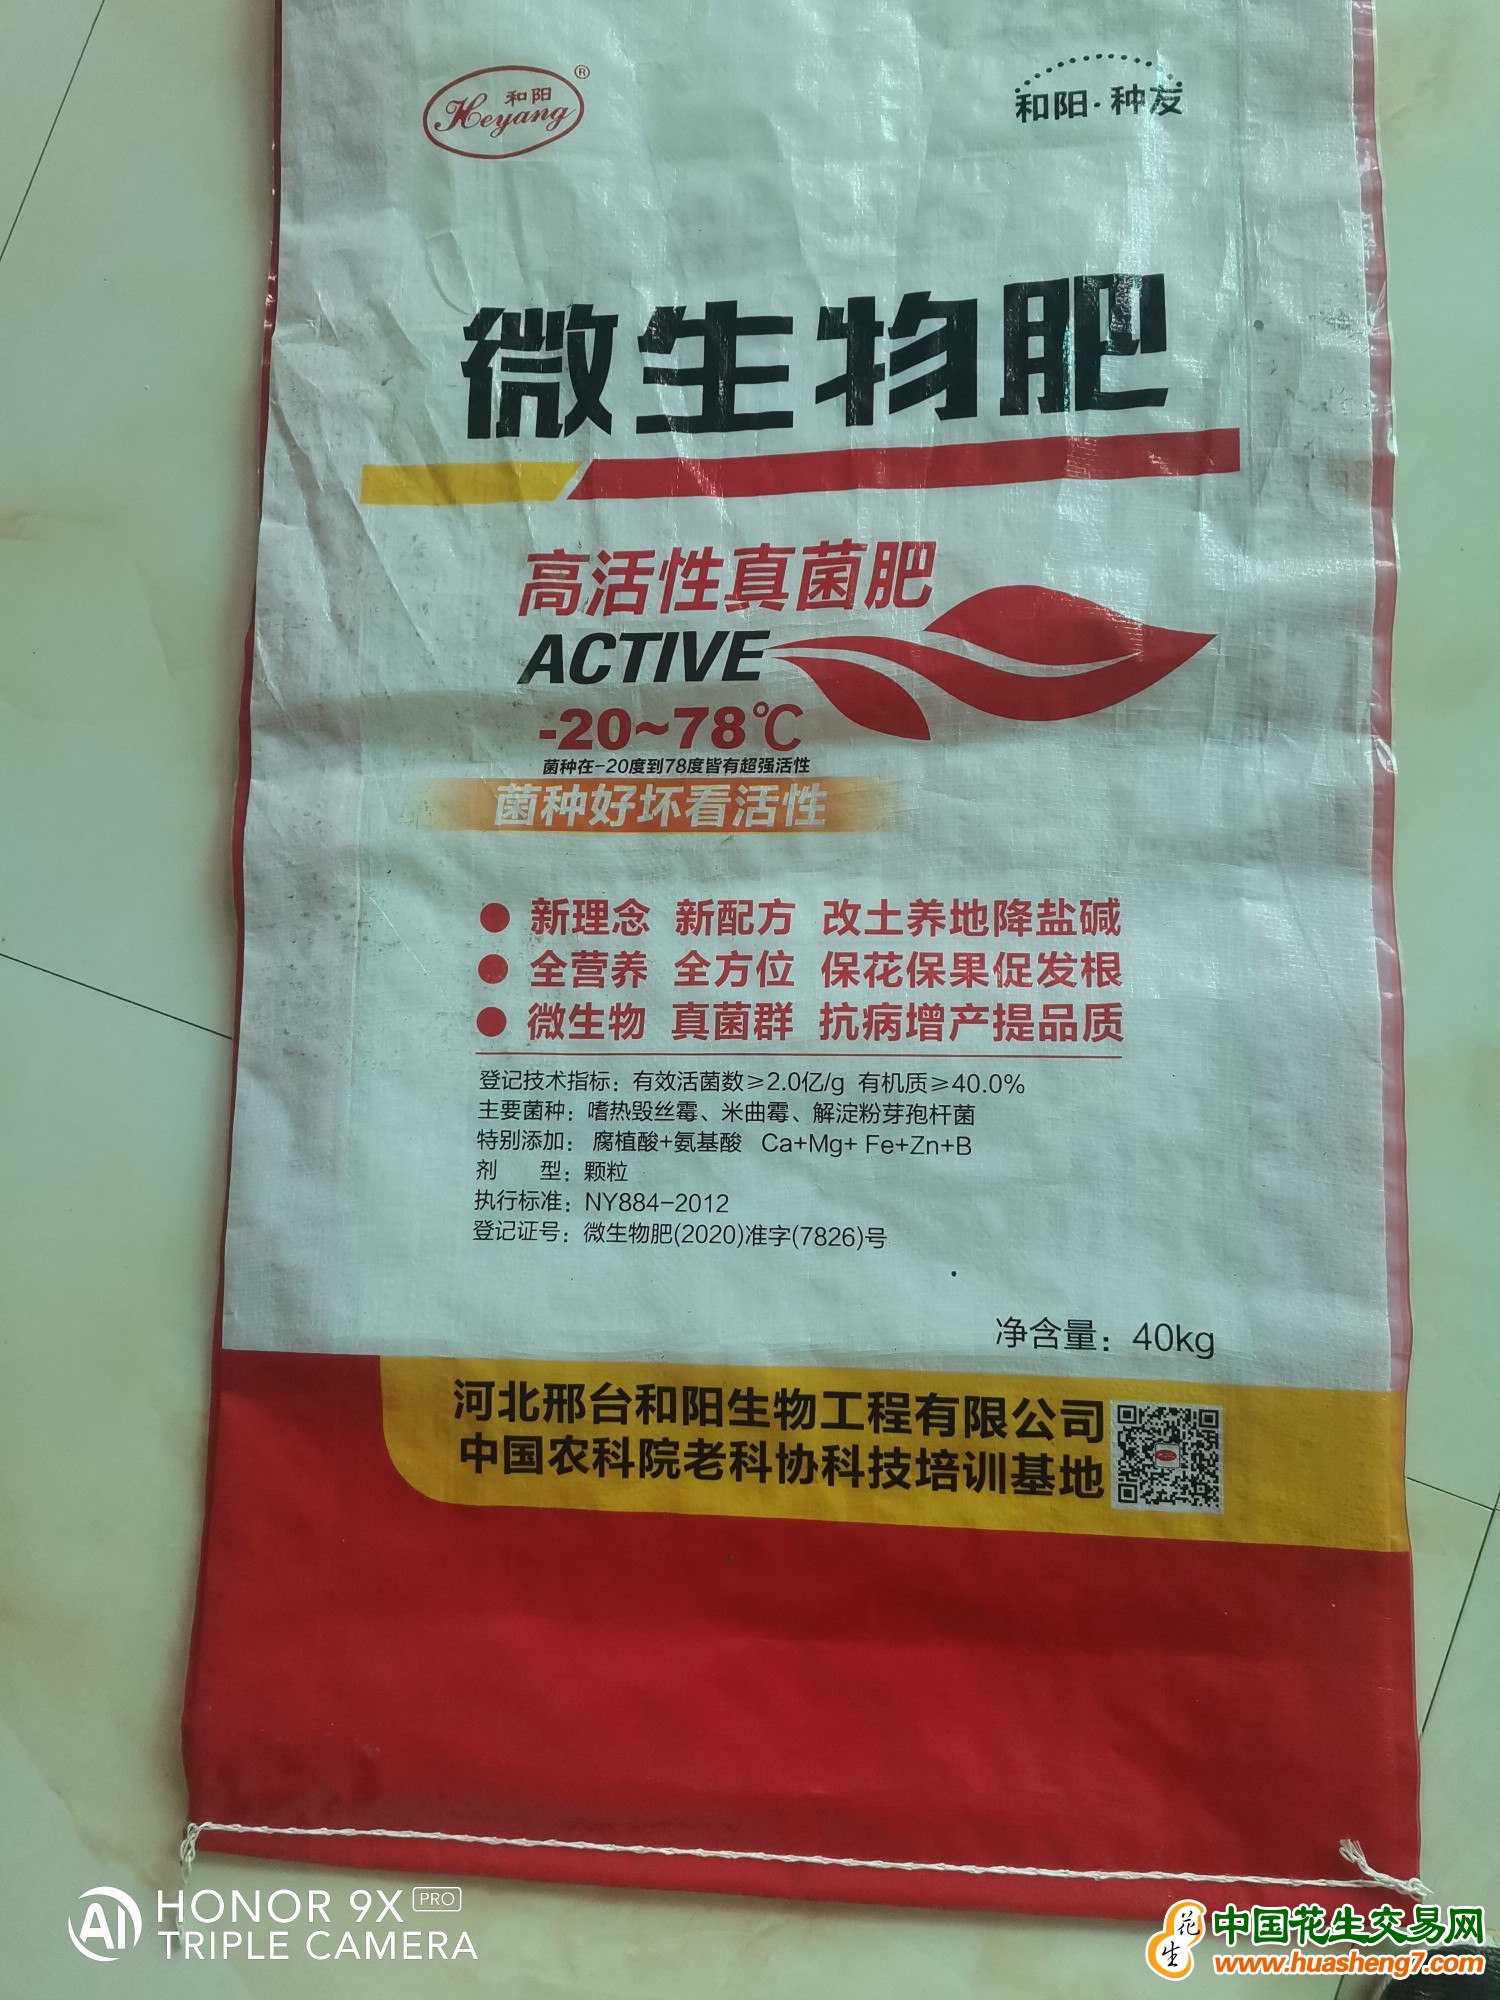 和阳
Heyang®
和阳·种友
微生物肥
高活性真菌肥
ACTIVE
-20~78℃
菌种在-20度到78度皆有超强活性
菌种好坏看活性
● 新理念 新配方 改土养地降盐碱
● 全营养 全方位 保花保果促发根
● 微生物 真菌群 抗病增产提品质
登记技术指标：有效活菌数≥2.0亿/g 有机质≥40.0%
主要菌种：嗜热毁丝霉、米曲霉、解淀粉芽孢杆菌
特别添加：腐植酸+氨基酸 Ca+Mg+ Fe+Zn+B
剂 型：颗粒
执行标准：NY884-2012
登记证号：微生物肥(2020)准字(7826)号
净含量：40kg
河北邢台和阳生物工程有限公司
中国农科院老科协科技培训基地
AI HONOR 9X PRO
TRIPLE CAMERA
花生 中国花生交易网
www.huasheng7.com